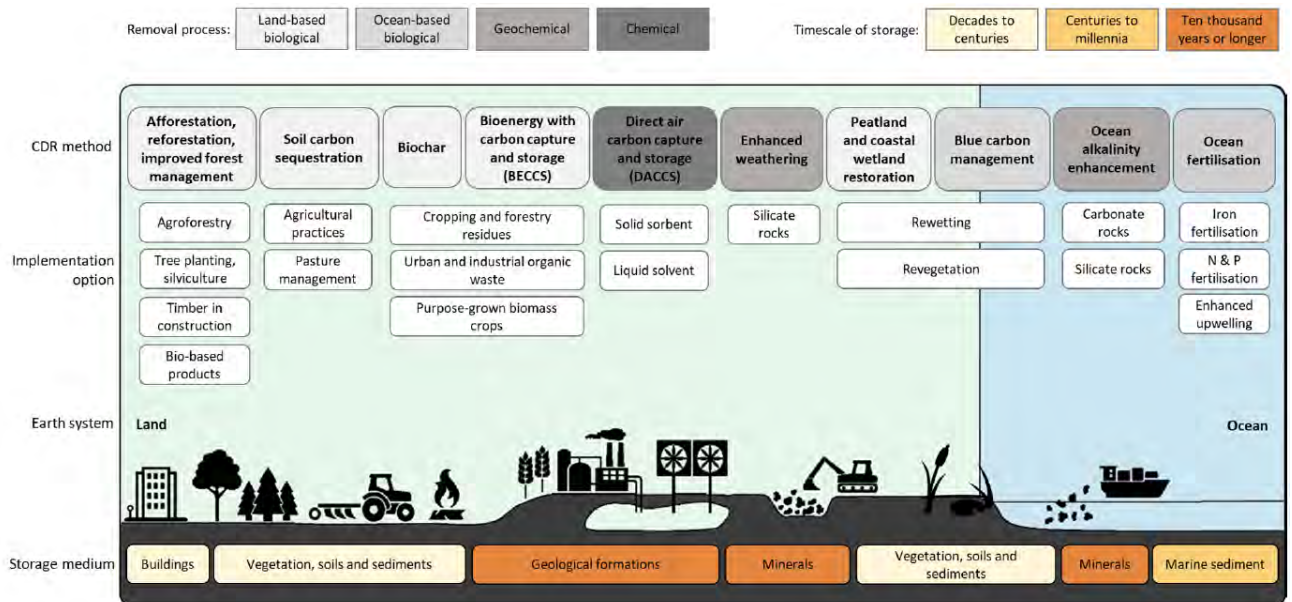 Removal process:
Land-based
biological
Ocean-based
biological
Geochemical
Chemical
Timescale of storage:
Decades to
centuries
Centuries to
millennia
Ten thousand
years or longer
CDR method
Afforestation,
reforestation,
improved forest
management
Soil carbon
sequestration
Biochar
Bioenergy with
carbon capture
and storage
(BECCS)
Direct air
carbon capture
and storage
(DACCS)
Enhanced
weathering
Peatland
and coastal
wetland
restoration
Blue carbon
management
Ocean
alkalinity
enhancement
Ocean
fertilisation
Implementation
option
Agroforestry
Tree planting,
silviculture
Timber in
construction
Bio-based
products
Agricultural
practices
Pasture
management
Cropping and forestry
residues
Urban and industrial organic
waste
Purpose-grown biomass
crops
Solid sorbent
Liquid solvent
Silicate
rocks
Rewetting
Revegetation
Carbonate
rocks
Silicate rocks
Iron
fertilisation
N & P
fertilisation
Enhanced
upwelling
Earth system
Land
Ocean
Storage medium
Buildings
Vegetation, soils and sediments
Geological formations
Minerals
Vegetation, soils and
sediments
Minerals
Marine sediment